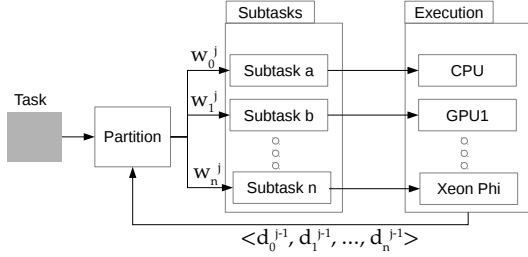 Subtasks
Execution
Task
Partition
w₀ʲ
w₁ʲ
wₙʲ
Subtask a
CPU
Subtask b
GPU1
Subtask n
Xeon Phi
<d₀ʲ⁻¹, d₁ʲ⁻¹, ..., dₙʲ⁻¹>